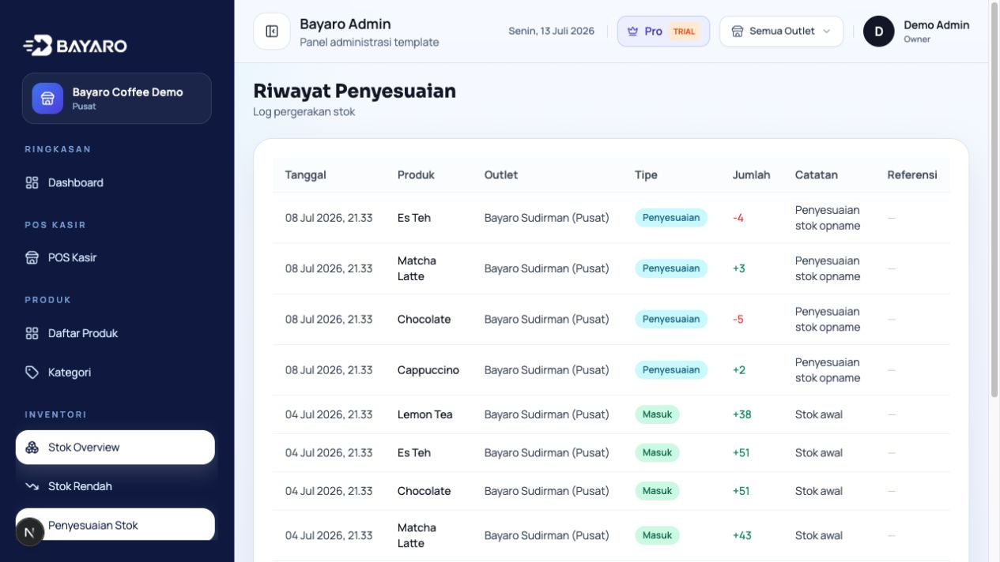 BAYARO
Bayaro Coffee Demo
Pusat
RINGKASAN
Dashboard
POS KASIR
POS Kasir
PRODUK
Daftar Produk
Kategori
INVENTORI
Stok Overview
Stok Rendah
Penyesuaian Stok
N
Bayaro Admin
Panel administrasi template
Senin, 13 Juli 2026
Pro TRIAL
Semua Outlet
D
Demo Admin
Owner
Riwayat Penyesuaian
Log pergerakan stok
Tanggal Produk Outlet Tipe Jumlah Catatan Referensi
08 Jul 2026, 21.33 Es Teh Bayaro Sudirman (Pusat) Penyesuaian -4 Penyesuaian stok opname —
08 Jul 2026, 21.33 Matcha Latte Bayaro Sudirman (Pusat) Penyesuaian +3 Penyesuaian stok opname —
08 Jul 2026, 21.33 Chocolate Bayaro Sudirman (Pusat) Penyesuaian -5 Penyesuaian stok opname —
08 Jul 2026, 21.33 Cappuccino Bayaro Sudirman (Pusat) Penyesuaian +2 Penyesuaian stok opname —
04 Jul 2026, 21.33 Lemon Tea Bayaro Sudirman (Pusat) Masuk +38 Stok awal —
04 Jul 2026, 21.33 Es Teh Bayaro Sudirman (Pusat) Masuk +51 Stok awal —
04 Jul 2026, 21.33 Chocolate Bayaro Sudirman (Pusat) Masuk +51 Stok awal —
04 Jul 2026, 21.33 Matcha Latte Bayaro Sudirman (Pusat) Masuk +43 Stok awal —